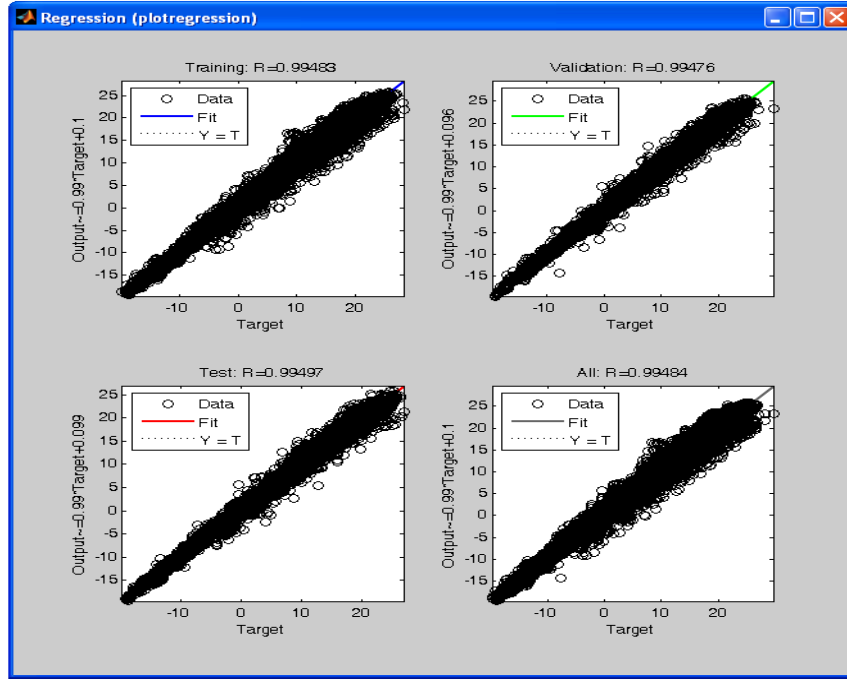 Regression (plotregression)
Training: R=0.99483
Data
Fit
Y = T
Output~=0.99*Target+0.1
25
20
15
10
5
0
-5
-10
-15
-10
0
10
20
Target
Validation: R=0.99476
Data
Fit
Y = T
Output~=0.99*Target+0.096
25
20
15
10
5
0
-5
-10
-15
-10
0
10
20
Target
Test: R=0.99497
Data
Fit
Y = T
Output~=0.99*Target+0.099
25
20
15
10
5
0
-5
-10
-15
-10
0
10
20
Target
All: R=0.99484
Data
Fit
Y = T
Output~=0.99*Target+0.1
25
20
15
10
5
0
-5
-10
-15
-10
0
10
20
Target